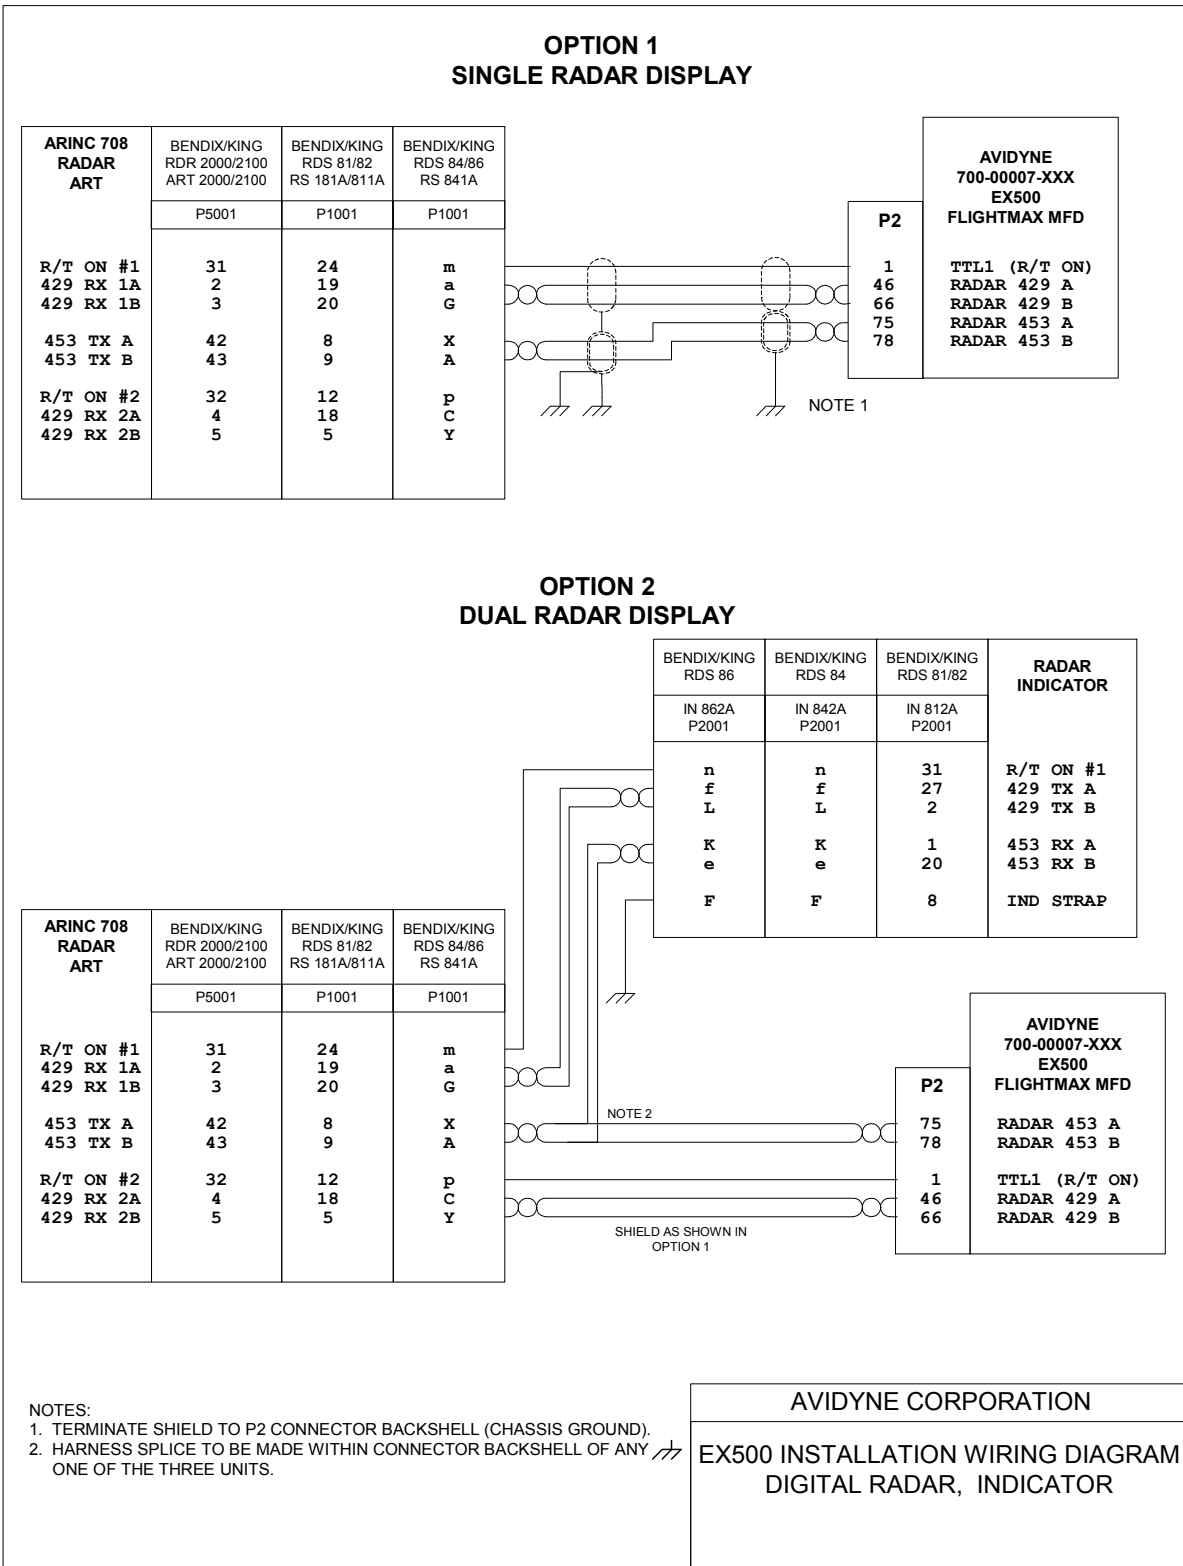 OPTION 1
SINGLE RADAR DISPLAY
ARINC 708
RADAR
ART
BENDIX/KING
RDR 2000/2100
ART 2000/2100
BENDIX/KING
RDS 81/82
RS 181A/811A
BENDIX/KING
RDS 84/86
RS 841A
P5001 P1001 P1001
R/T ON #1 31 24 m
429 RX 1A 2 19 a
429 RX 1B 3 20 G
453 TX A 42 8 X
453 TX B 43 9 A
R/T ON #2 32 12 p
429 RX 2A 4 18 C
429 RX 2B 5 5 Y
AVIDYNE
700-00007-XXX
EX500
FLIGHTMAX MFD
P2
1 TTL1 (R/T ON)
46 RADAR 429 A
66 RADAR 429 B
75 RADAR 453 A
78 RADAR 453 B
NOTE 1
OPTION 2
DUAL RADAR DISPLAY
BENDIX/KING
RDS 86
BENDIX/KING
RDS 84
BENDIX/KING
RDS 81/82
RADAR
INDICATOR
IN 862A
P2001
IN 842A
P2001
IN 812A
P2001
n n 31 R/T ON #1
f f 27 429 TX A
L L 2 429 TX B
K K 1 453 RX A
e e 20 453 RX B
F F 8 IND STRAP
ARINC 708
RADAR
ART
BENDIX/KING
RDR 2000/2100
ART 2000/2100
BENDIX/KING
RDS 81/82
RS 181A/811A
BENDIX/KING
RDS 84/86
RS 841A
P5001 P1001 P1001
R/T ON #1 31 24 m
429 RX 1A 2 19 a
429 RX 1B 3 20 G
453 TX A 42 8 X
453 TX B 43 9 A
R/T ON #2 32 12 p
429 RX 2A 4 18 C
429 RX 2B 5 5 Y
NOTE 2
SHIELD AS SHOWN IN
OPTION 1
AVIDYNE
700-00007-XXX
EX500
FLIGHTMAX MFD
P2
75 RADAR 453 A
78 RADAR 453 B
1 TTL1 (R/T ON)
46 RADAR 429 A
66 RADAR 429 B
NOTES:
1. TERMINATE SHIELD TO P2 CONNECTOR BACKSHELL (CHASSIS GROUND).
2. HARNESS SPLICE TO BE MADE WITHIN CONNECTOR BACKSHELL OF ANY
ONE OF THE THREE UNITS.
AVIDYNE CORPORATION
EX500 INSTALLATION WIRING DIAGRAM
DIGITAL RADAR, INDICATOR